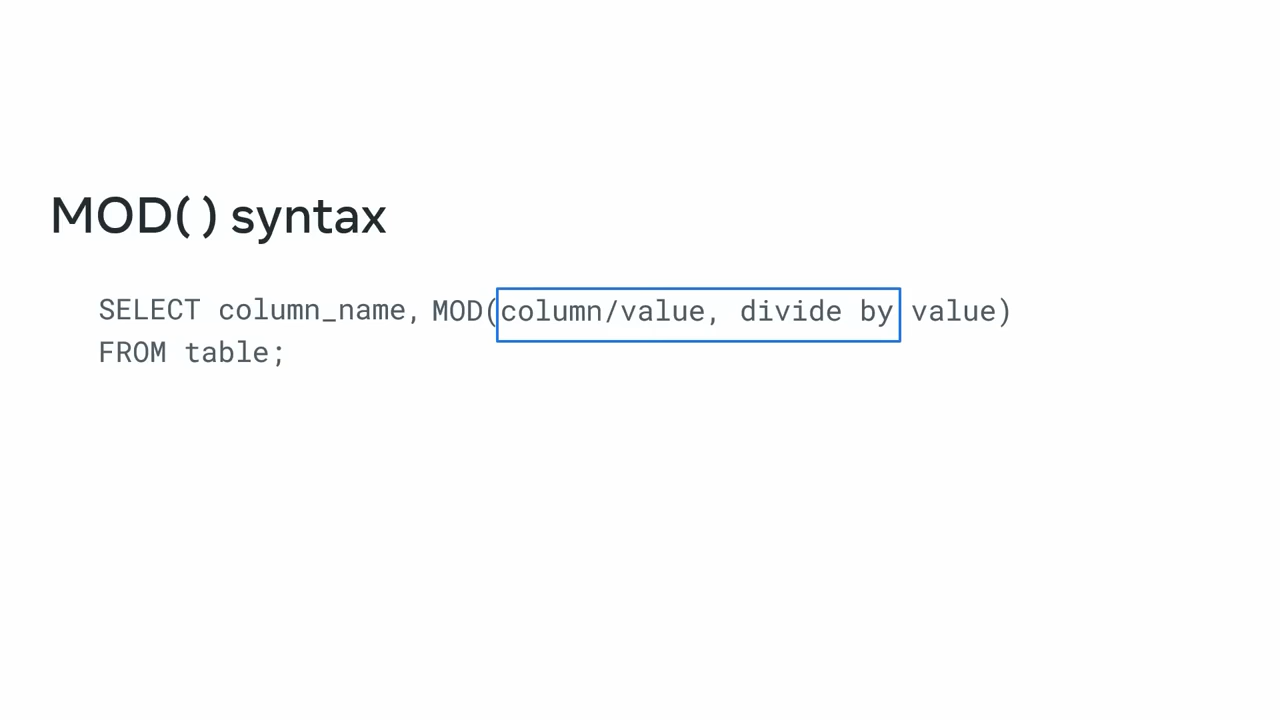 MOD( ) syntax
SELECT column_name, MOD(column/value, divide by value)
FROM table;